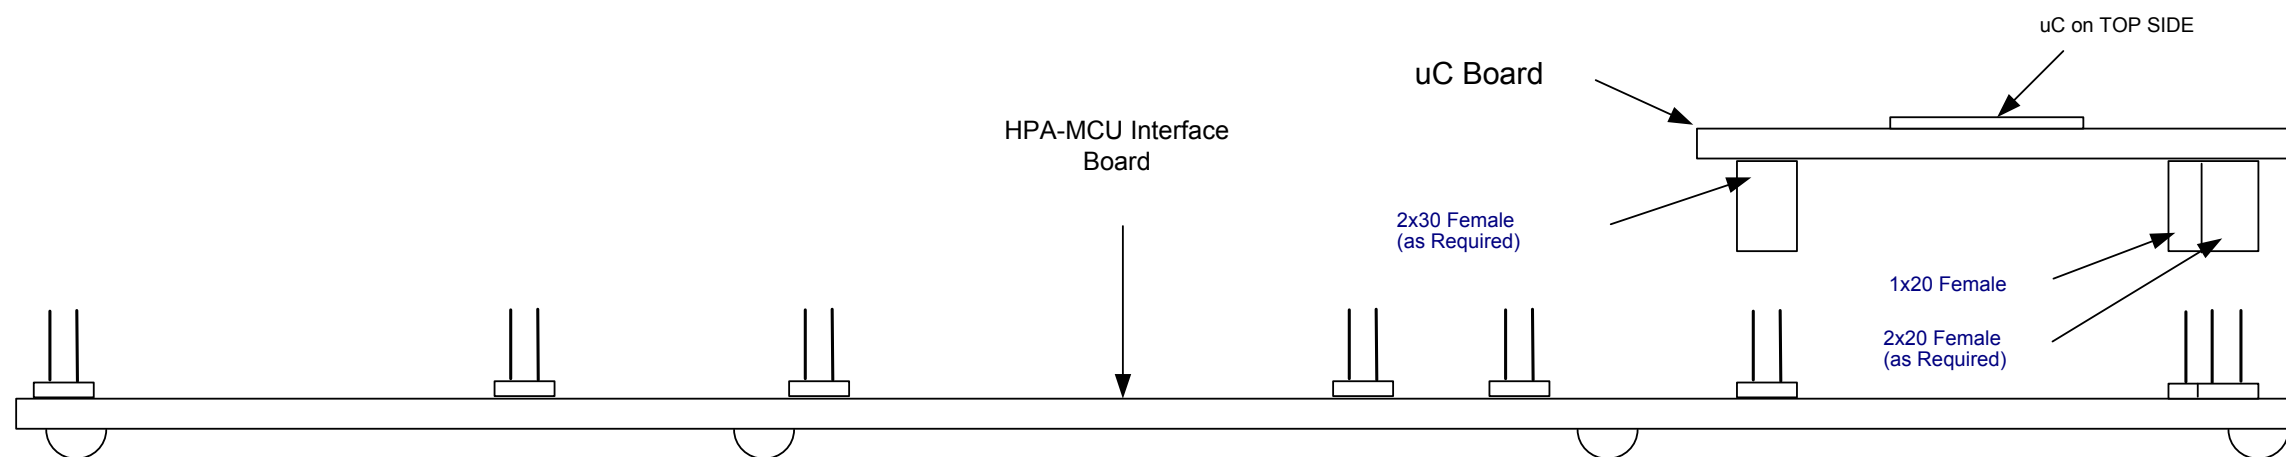 uC on TOP SIDE
uC Board
HPA-MCU Interface
Board
2x30 Female
(as Required)
1x20 Female
2x20 Female
(as Required)